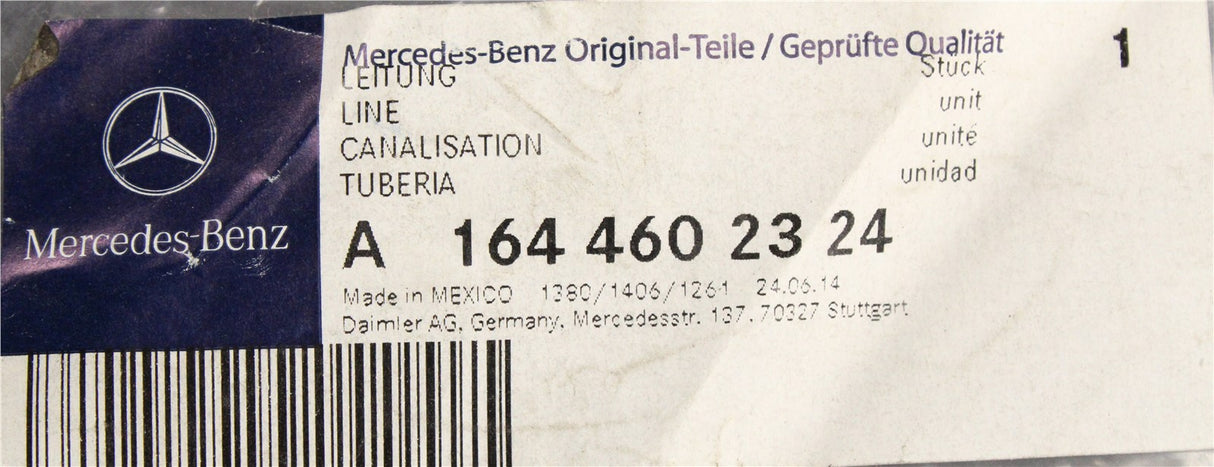 Mercedes-Benz
Mercedes-Benz Original-Teile / Geprüfte Qualität
1
LEITUNG
Stück
LINE
unit
CANALISATION
unité
TUBERIA
unidad
A 164 460 23 24
Made in MEXICO 1380/1406/1261 24.06.14
Daimler AG, Germany, Mercedesstr. 137, 70327 Stuttgart